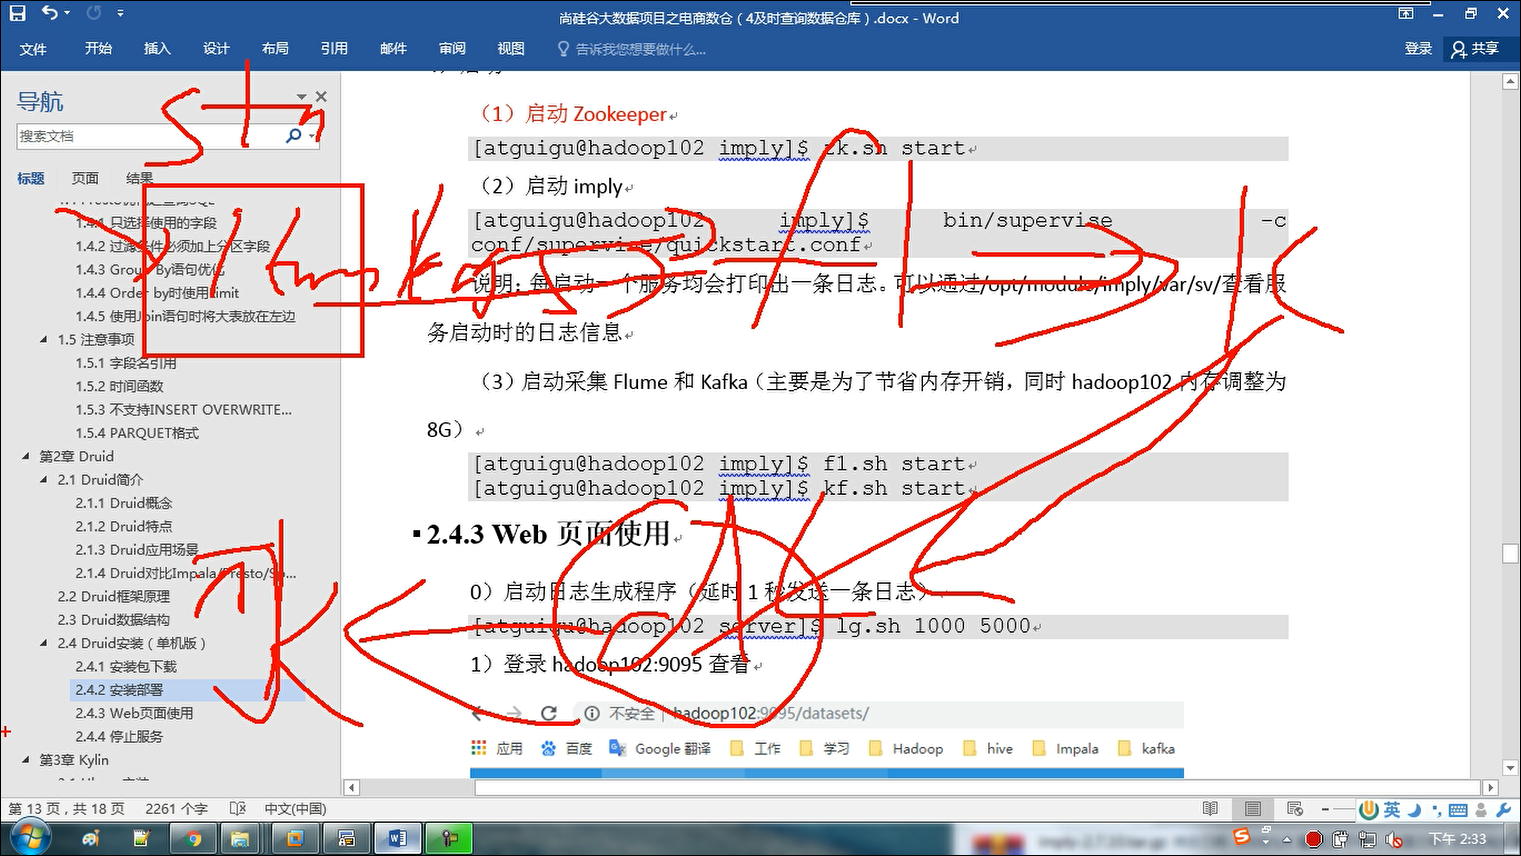 尚硅谷大数据项目之电商数仓（4及时查询数据仓库）.docx - Word
文件 开始 插入 设计 布局 引用 邮件 审阅 视图 告诉我您想要做什么... 登录 共享
导航
搜索文档
标题 页面 结果
1.4.1 只选择使用的字段
1.4.2 过滤条件必须加上分区字段
1.4.3 Group By语句优化
1.4.4 Order by时使用Limit
1.4.5 使用Join语句时将大表放在左边
1.5 注意事项
1.5.1 字段名引用
1.5.2 时间函数
1.5.3 不支持INSERT OVERWRITE...
1.5.4 PARQUET格式
第2章 Druid
2.1 Druid简介
2.1.1 Druid概念
2.1.2 Druid特点
2.1.3 Druid应用场景
2.1.4 Druid对比Impala/Presto/Sp...
2.2 Druid框架原理
2.3 Druid数据结构
2.4 Druid安装（单机版）
2.4.1 安装包下载
2.4.2 安装部署
2.4.3 Web页面使用
2.4.4 停止服务
第3章 Kylin
（1）启动 Zookeeper
[atguigu@hadoop102 imply]$ zk.sh start
（2）启动 imply
[atguigu@hadoop102 imply]$ bin/supervise -c
conf/supervise/quickstart.conf
说明：每启动一个服务均会打印出一条日志。可以通过/opt/module/imply/var/sv/查看服
务启动时的日志信息
（3）启动采集 Flume 和 Kafka（主要是为了节省内存开销，同时 hadoop102 内存调整为
8G）
[atguigu@hadoop102 imply]$ f1.sh start
[atguigu@hadoop102 imply]$ kf.sh start
2.4.3 Web 页面使用
0）启动日志生成程序（延时 1 秒发送一条日志）
[atguigu@hadoop102 server]$ lg.sh 1000 5000
1）登录 hadoop102:9095 查看
不安全 | hadoop102:9095/datasets/
应用 百度 Google 翻译 工作 学习 Hadoop hive Impala kafka
第 13 页，共 18 页 2261 个字 中文(中国)
英
下午 2:33